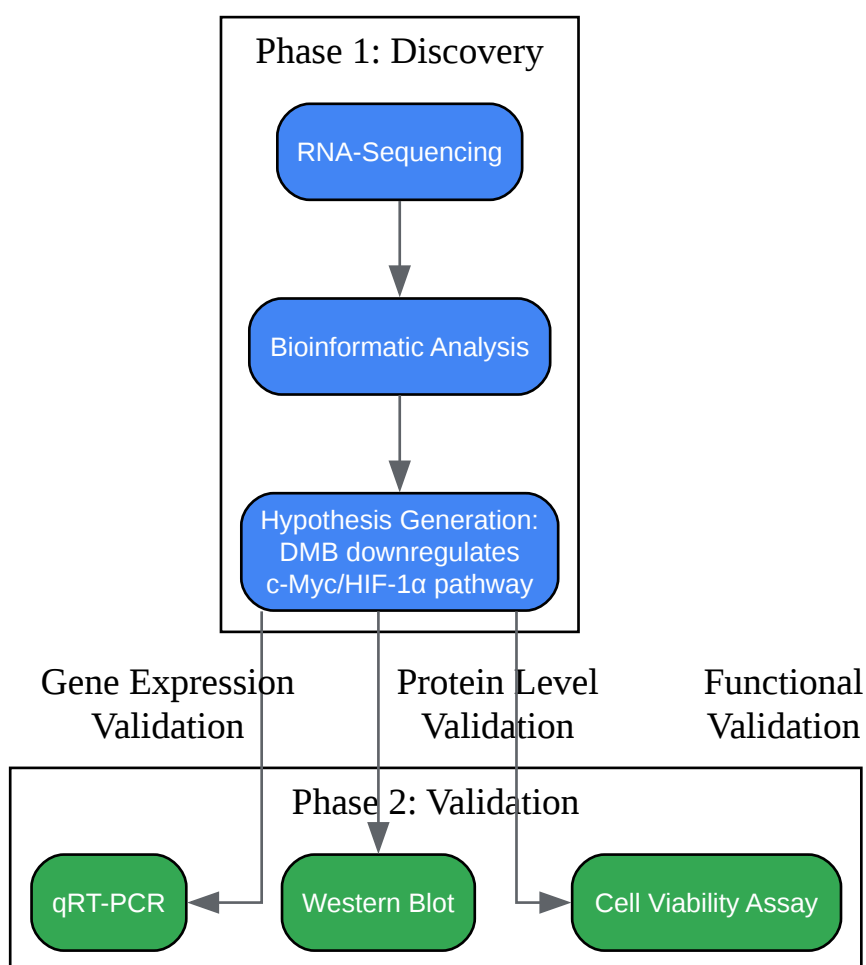 Phase 1: Discovery
RNA-Sequencing
Bioinformatic Analysis
Hypothesis Generation:
DMB downregulates
c-Myc/HIF-1α pathway
Gene Expression
Validation
Protein Level
Validation
Functional
Validation
Phase 2: Validation
qRT-PCR
Western Blot
Cell Viability Assay